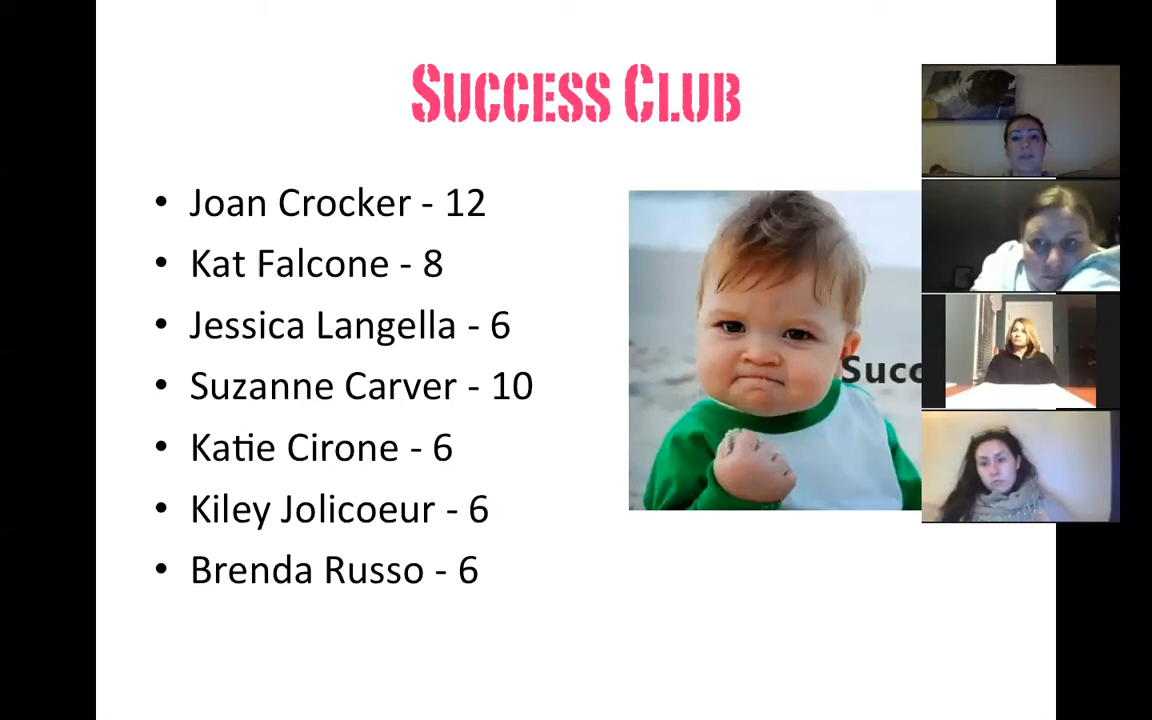 Success Club
• Joan Crocker - 12
• Kat Falcone - 8
• Jessica Langella - 6
• Suzanne Carver - 10
• Katie Cirone - 6
• Kiley Jolicoeur - 6
• Brenda Russo - 6
Succ